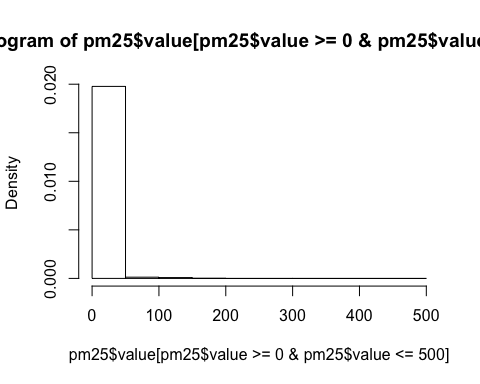 ogram of pm25$value[pm25$value >= 0 & pm25$value
Density
0.020
0.010
0.000
0 100 200 300 400 500
pm25$value[pm25$value >= 0 & pm25$value <= 500]